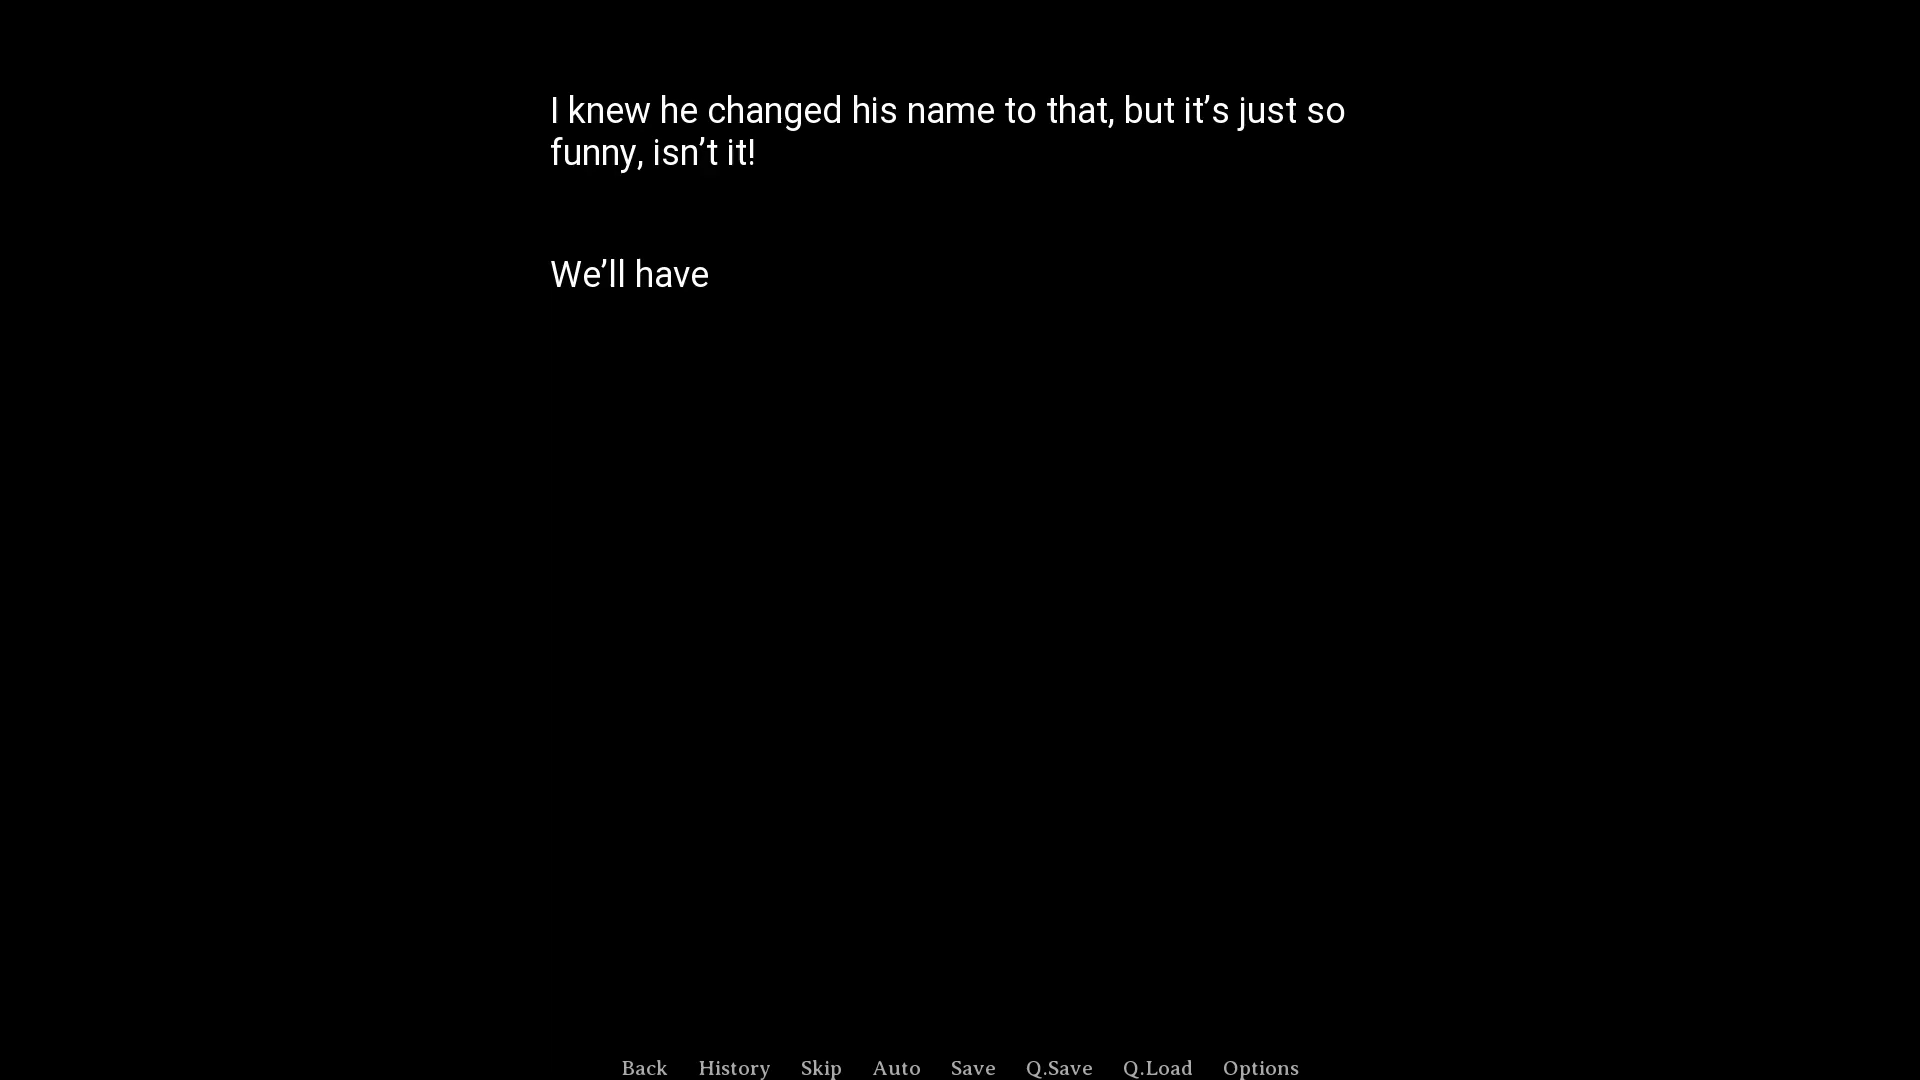 I knew he changed his name to that, but it’s just so
funny, isn’t it!
We’ll have
Back History Skip Auto Save Q.Save Q.Load Options